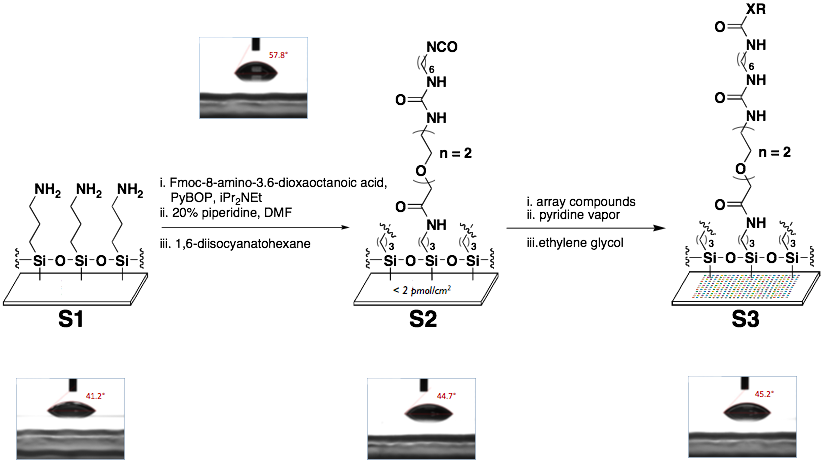 57.8°
NCO
6
NH
O
NH
n = 2
O
O
NH
3 3 3
Si O Si O Si
< 2 pmol/cm²
S2
NH₂ NH₂ NH₂
Si O Si O Si
S1
i. Fmoc-8-amino-3.6-dioxaoctanoic acid,
PyBOP, iPr₂NEt
ii. 20% piperidine, DMF
iii. 1,6-diisocyanatohexane
i. array compounds
ii. pyridine vapor
iii.ethylene glycol
XR
O
NH
6
NH
O
NH
n = 2
O
O
NH
3 3 3
Si O Si O Si
S3
41.2°
44.7°
45.2°